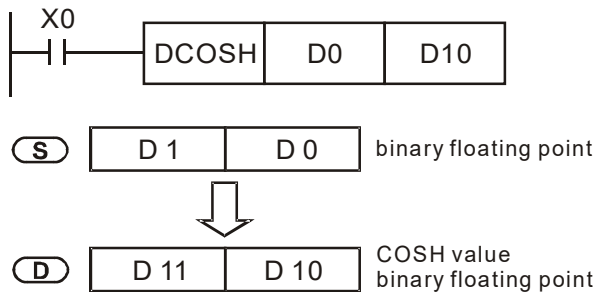 X0
DCOSH D0 D10
S D 1 D 0 binary floating point
D D 11 D 10 COSH value
binary floating point